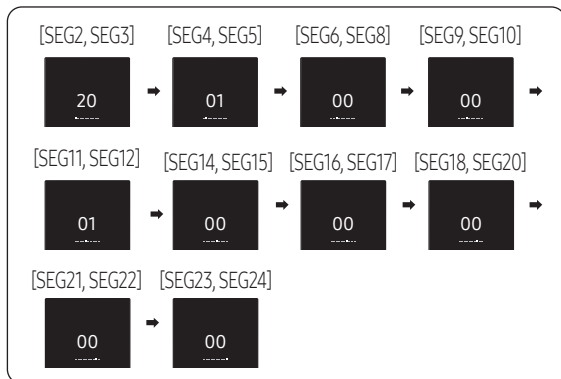 [SEG2, SEG3] [SEG4, SEG5] [SEG6, SEG8] [SEG9, SEG10]
20 01 00 00
[SEG11, SEG12] [SEG14, SEG15] [SEG16, SEG17] [SEG18, SEG20]
01 00 00 00
[SEG21, SEG22] [SEG23, SEG24]
00 00